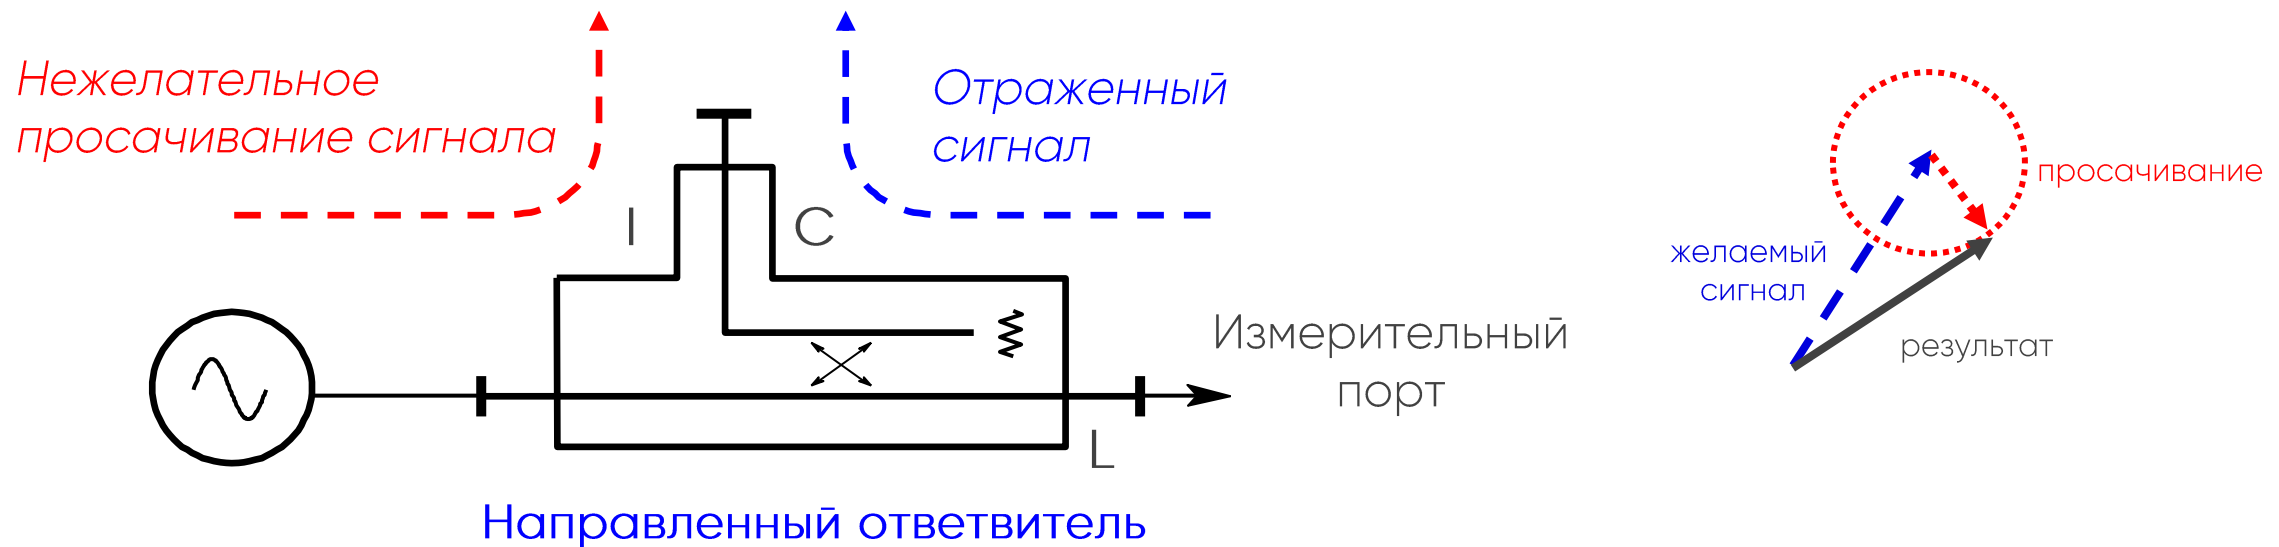 Нежелательное
просачивание сигнала
Отраженный
сигнал
I
C
Измерительный
порт
L
Направленный ответвитель
просачивание
желаемый
сигнал
результат